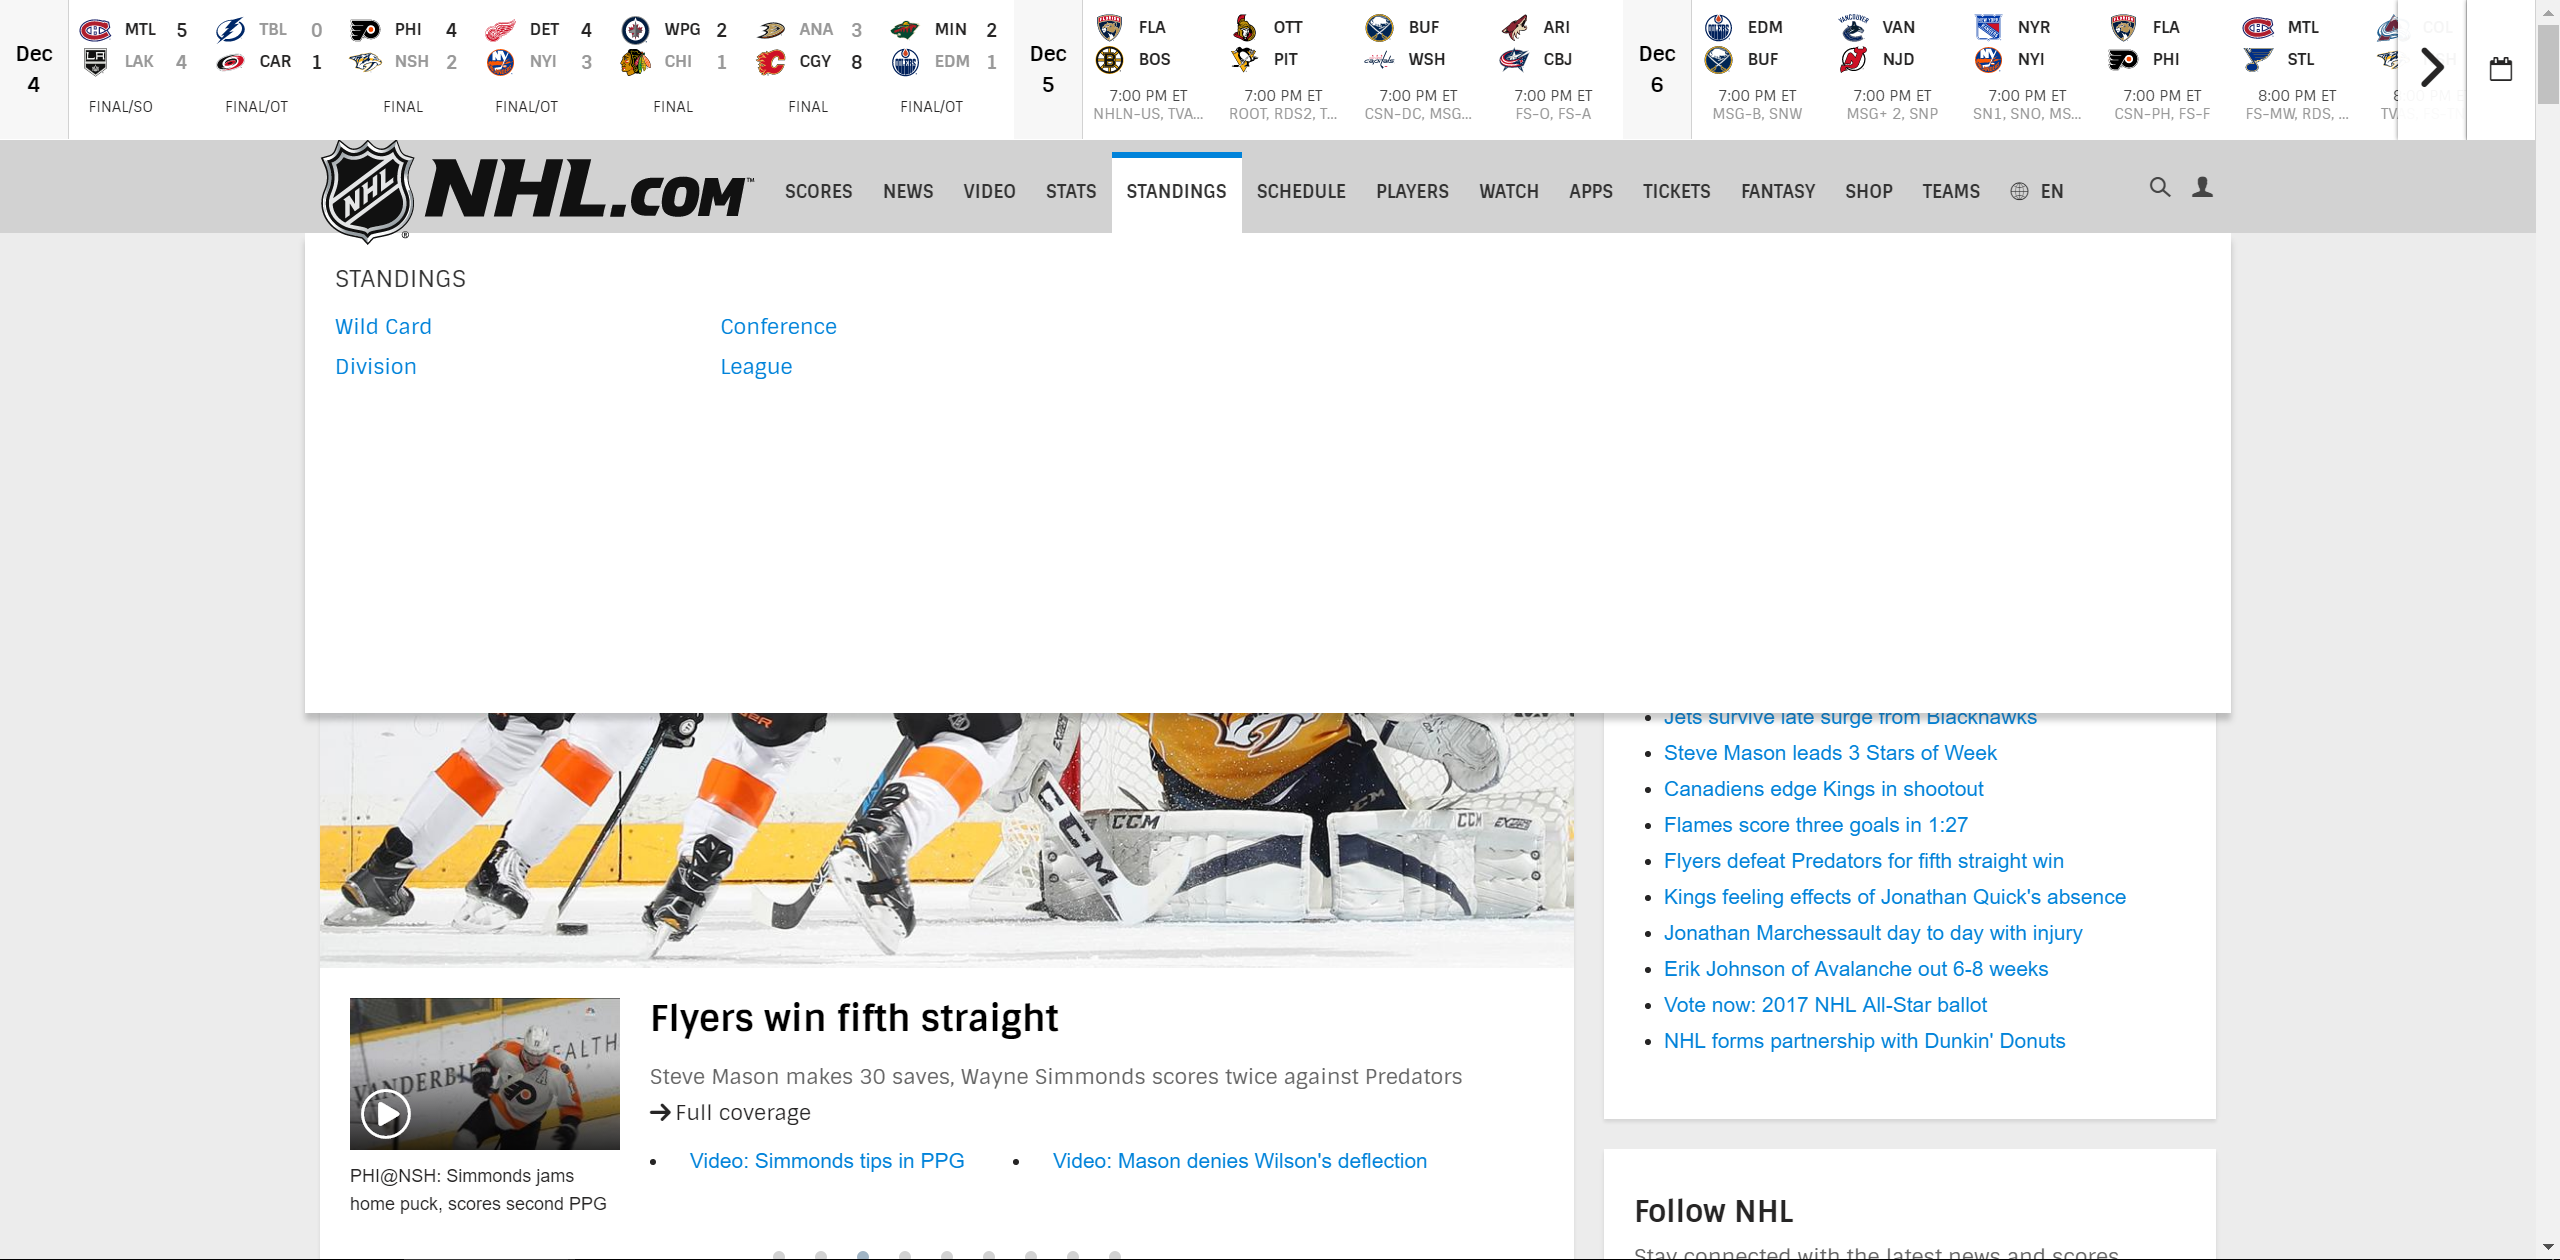 Dec
4
MTL 5
LAK 4
FINAL/SO
TBL 0
CAR 1
FINAL/OT
PHI 4
NSH 2
FINAL
DET 4
NYI 3
FINAL/OT
WPG 2
CHI 1
FINAL
ANA 3
CGY 8
FINAL
MIN 2
EDM 1
FINAL/OT
Dec
5
FLA
BOS
7:00 PM ET
NHLN-US, TVA...
OTT
PIT
7:00 PM ET
ROOT, RDS2, T...
BUF
WSH
7:00 PM ET
CSN-DC, MSG...
ARI
CBJ
7:00 PM ET
FS-O, FS-A
Dec
6
EDM
BUF
7:00 PM ET
MSG-B, SNW
VAN
NJD
7:00 PM ET
MSG+ 2, SNP
NYR
NYI
7:00 PM ET
SN1, SNO, MS...
FLA
PHI
7:00 PM ET
CSN-PH, FS-F
MTL
STL
8:00 PM ET
FS-MW, RDS, ...
COL
NHL NHL.COM™ SCORES NEWS VIDEO STATS STANDINGS SCHEDULE PLAYERS WATCH APPS TICKETS FANTASY SHOP TEAMS EN
STANDINGS
Wild Card Conference
Division League
Jets survive late surge from Blackhawks
Steve Mason leads 3 Stars of Week
Canadiens edge Kings in shootout
Flames score three goals in 1:27
Flyers defeat Predators for fifth straight win
Kings feeling effects of Jonathan Quick's absence
Jonathan Marchessault day to day with injury
Erik Johnson of Avalanche out 6-8 weeks
Vote now: 2017 NHL All-Star ballot
NHL forms partnership with Dunkin' Donuts
CCM
CCM
CCM
Flyers win fifth straight
Steve Mason makes 30 saves, Wayne Simmonds scores twice against Predators
Full coverage
Video: Simmonds tips in PPG
Video: Mason denies Wilson's deflection
PHI@NSH: Simmonds jams
home puck, scores second PPG
Follow NHL
Stay connected with the latest news and scores